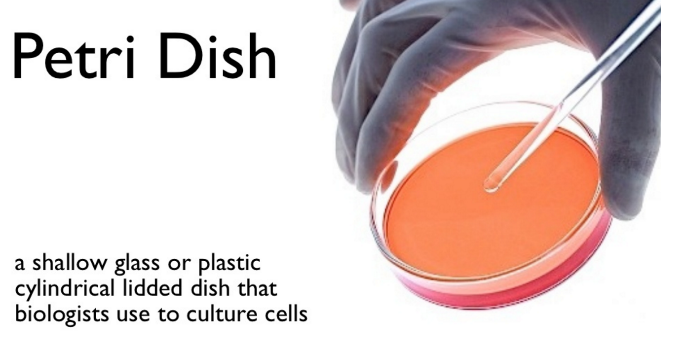 Petri Dish
a shallow glass or plastic
cylindrical lidded dish that
biologists use to culture cells